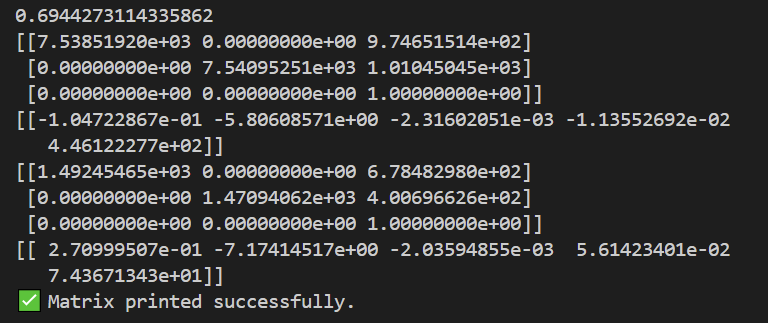 0.6944273114335862
[[7.53851920e+03 0.00000000e+00 9.74651514e+02]
[0.00000000e+00 7.54095251e+03 1.01045045e+03]
[0.00000000e+00 0.00000000e+00 1.00000000e+00]]
[[-1.04722867e-01 -5.80608571e+00 -2.31602051e-03 -1.13552692e-02
4.46122277e+02]]
[[1.49245465e+03 0.00000000e+00 6.78482980e+02]
[0.00000000e+00 1.47094062e+03 4.00696626e+02]
[0.00000000e+00 0.00000000e+00 1.00000000e+00]]
[[ 2.70999507e-01 -7.17414517e+00 -2.03594855e-03  5.61423401e-02
7.43671343e+01]]
✅ Matrix printed successfully.